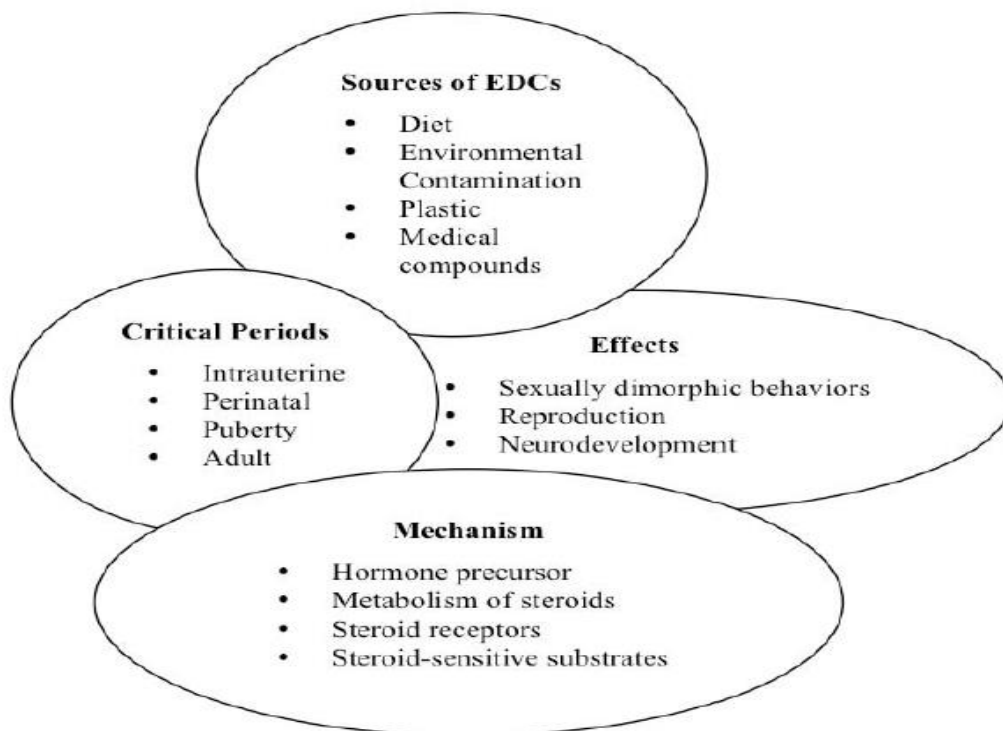 Sources of EDCs
• Diet
• Environmental
Contamination
• Plastic
• Medical
compounds
Critical Periods
• Intrauterine
• Perinatal
• Puberty
• Adult
Effects
• Sexually dimorphic behaviors
• Reproduction
• Neurodevelopment
Mechanism
• Hormone precursor
• Metabolism of steroids
• Steroid receptors
• Steroid-sensitive substrates